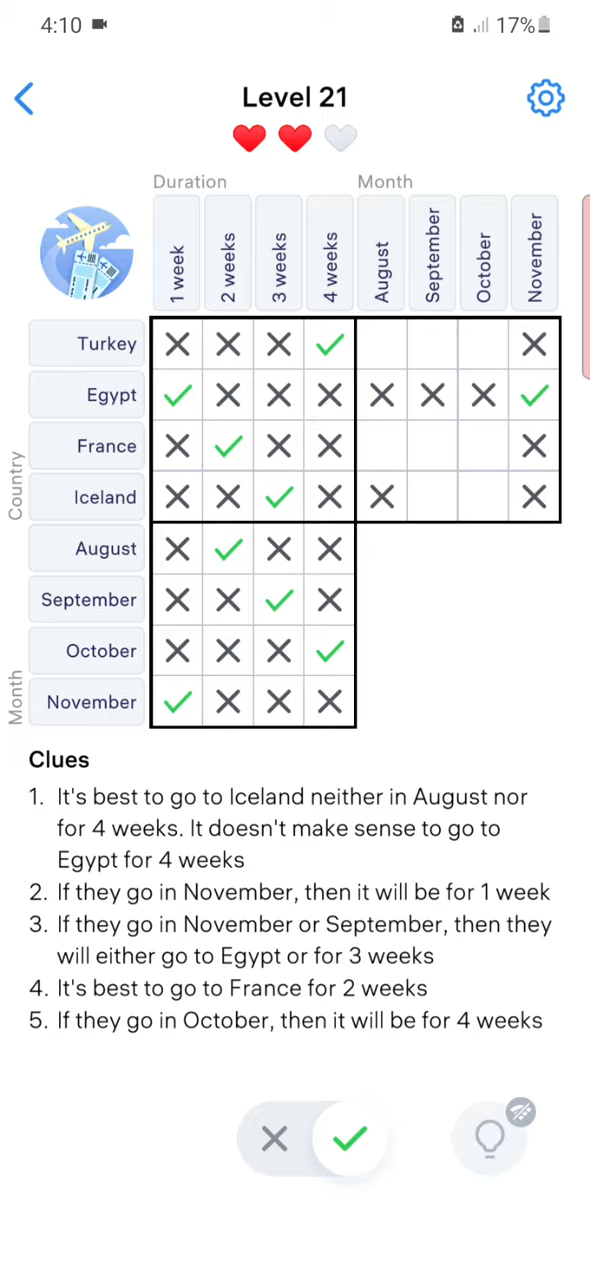 4:10
17%
Level 21
Duration
Month
1 week
2 weeks
3 weeks
4 weeks
August
September
October
November
Country
Turkey
Egypt
France
Iceland
Month
August
September
October
November
Clues
1. It's best to go to Iceland neither in August nor
for 4 weeks. It doesn't make sense to go to
Egypt for 4 weeks
2. If they go in November, then it will be for 1 week
3. If they go in November or September, then they
will either go to Egypt or for 3 weeks
4. It's best to go to France for 2 weeks
5. If they go in October, then it will be for 4 weeks